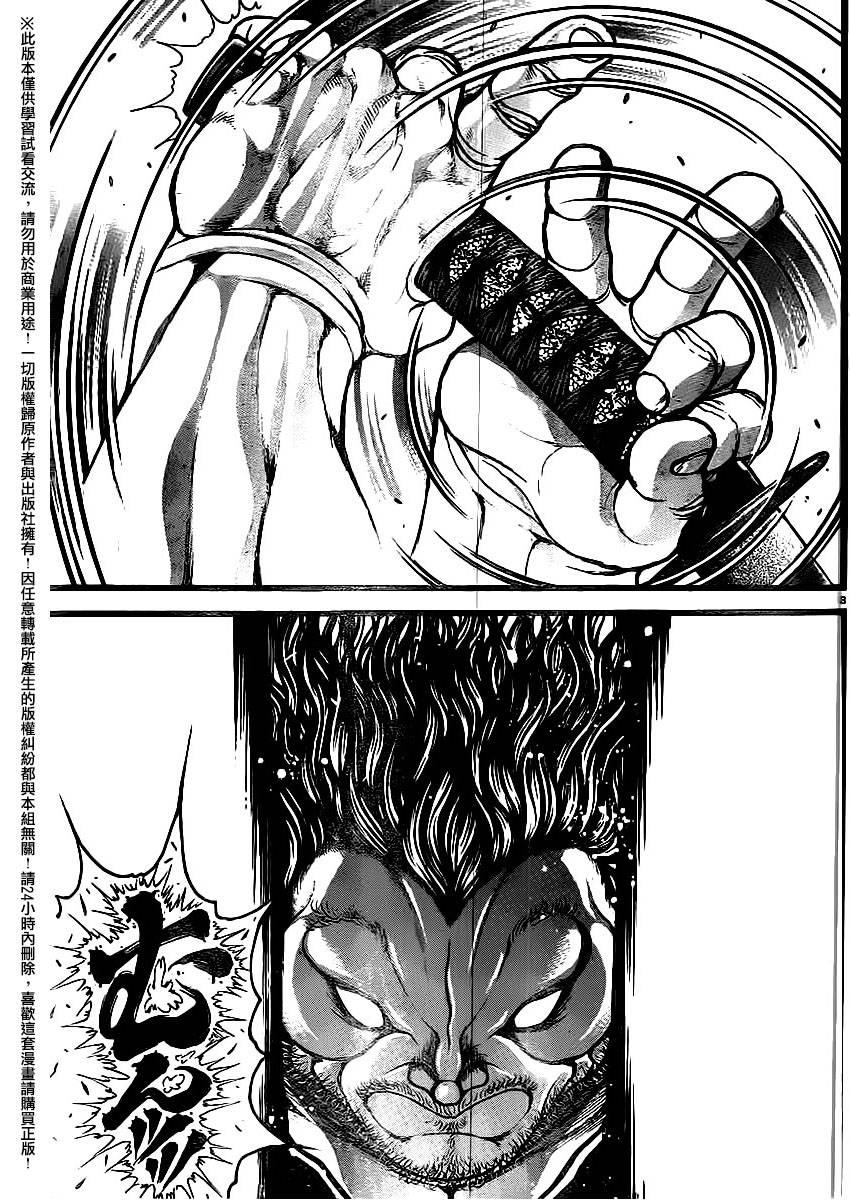 ※此版本僅供學習試看交流，請勿用於商業用途！一切版權歸原作者與出版社擁有！因任意轉載所產生的版權糾紛都與本組無關！請24小時內刪除，喜歡這套漫畫請購買正版！
8
むんッッ